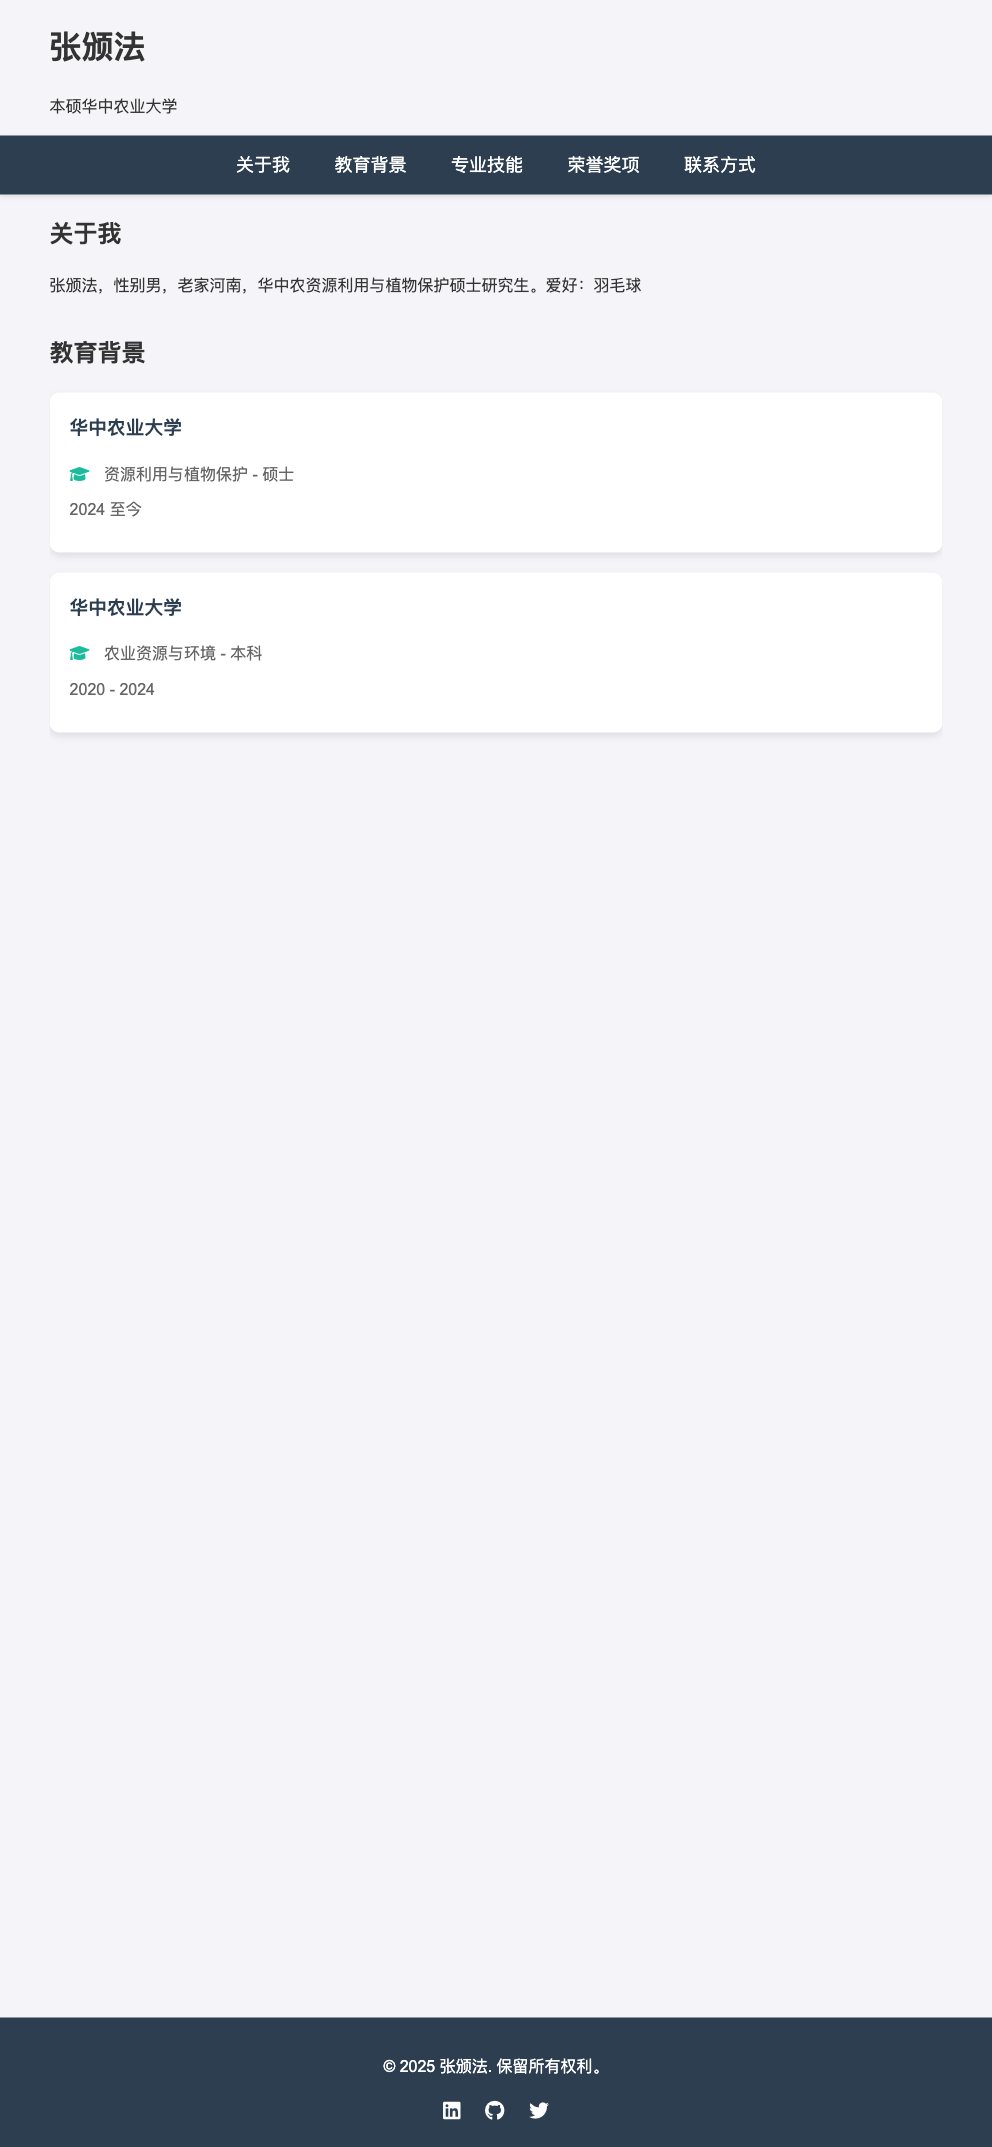 张颁法
本硕华中农业大学
关于我 教育背景 专业技能 荣誉奖项 联系方式
关于我
张颁法，性别男，老家河南，华中农资源利用与植物保护硕士研究生。爱好：羽毛球
教育背景
华中农业大学
资源利用与植物保护 - 硕士
2024 至今
华中农业大学
农业资源与环境 - 本科
2020 - 2024
© 2025 张颁法. 保留所有权利。